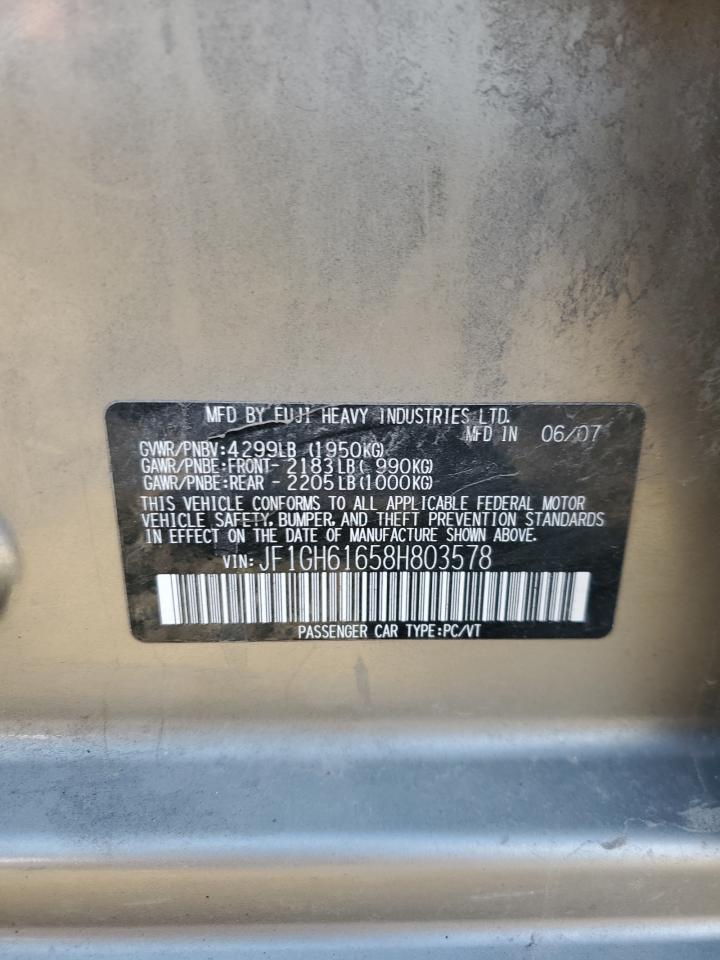 MFD BY FUJI HEAVY INDUSTRIES LTD.
MFD IN 06/07
GVWR/PNBV:4299LB (1950KG)
GAWR/PNBE:FRONT- 2183LB( 990KG)
GAWR/PNBE:REAR - 2205LB(1000KG)
THIS VEHICLE CONFORMS TO ALL APPLICABLE FEDERAL MOTOR
VEHICLE SAFETY, BUMPER, AND THEFT PREVENTION STANDARDS
IN EFFECT ON THE DATE OF MANUFACTURE SHOWN ABOVE.
VIN: JF1GH61658H803578
PASSENGER CAR TYPE:PC/VT